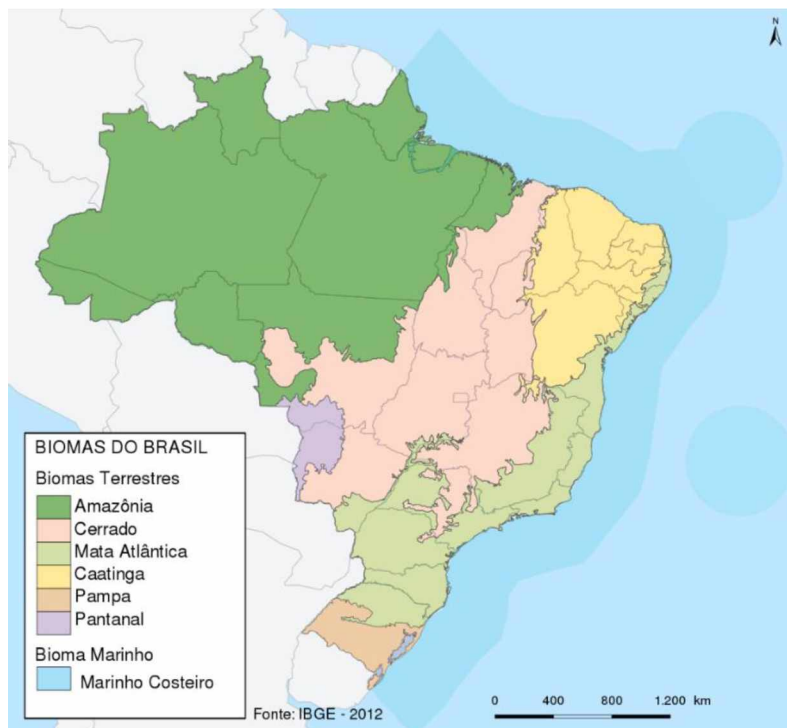 N
BIOMAS DO BRASIL
Biomas Terrestres
Amazônia
Cerrado
Mata Atlântica
Caatinga
Pampa
Pantanal
Bioma Marinho
Marinho Costeiro
Fonte: IBGE - 2012
0 400 800 1.200 km